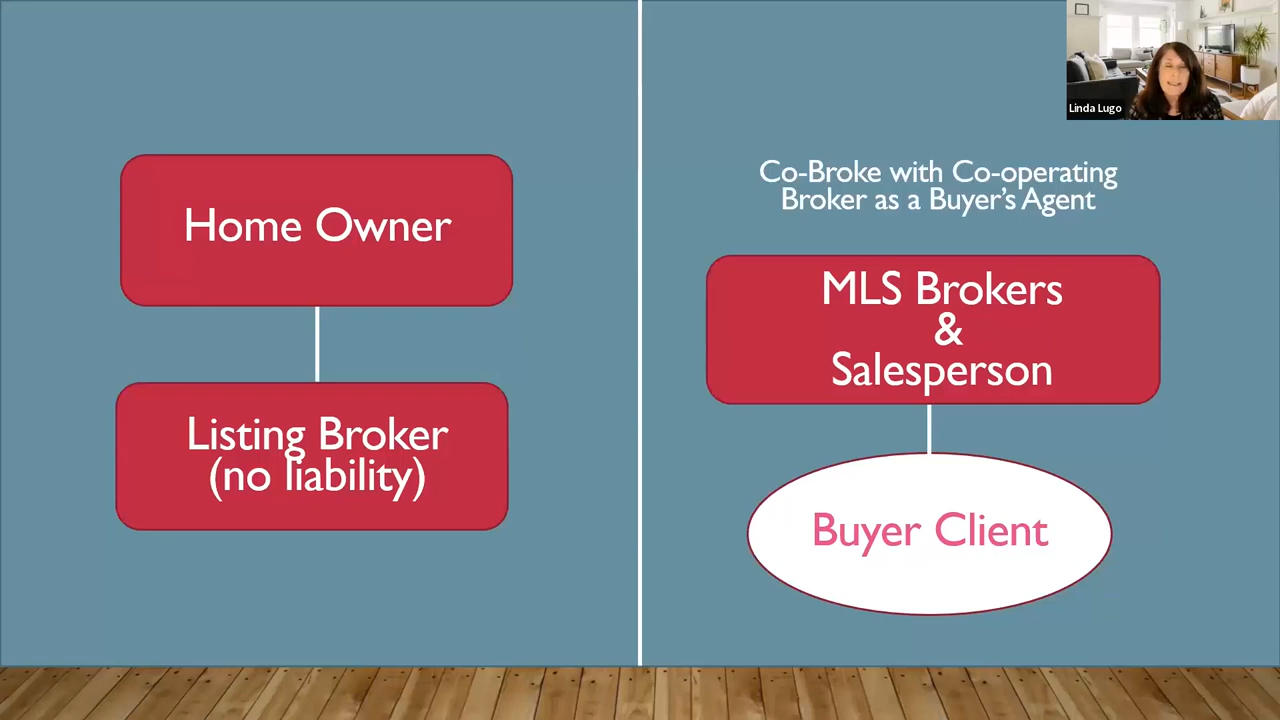 Linda Lugo
Home Owner
Listing Broker
(no liability)
Co-Broke with Co-operating
Broker as a Buyer’s Agent
MLS Brokers
&
Salesperson
Buyer Client